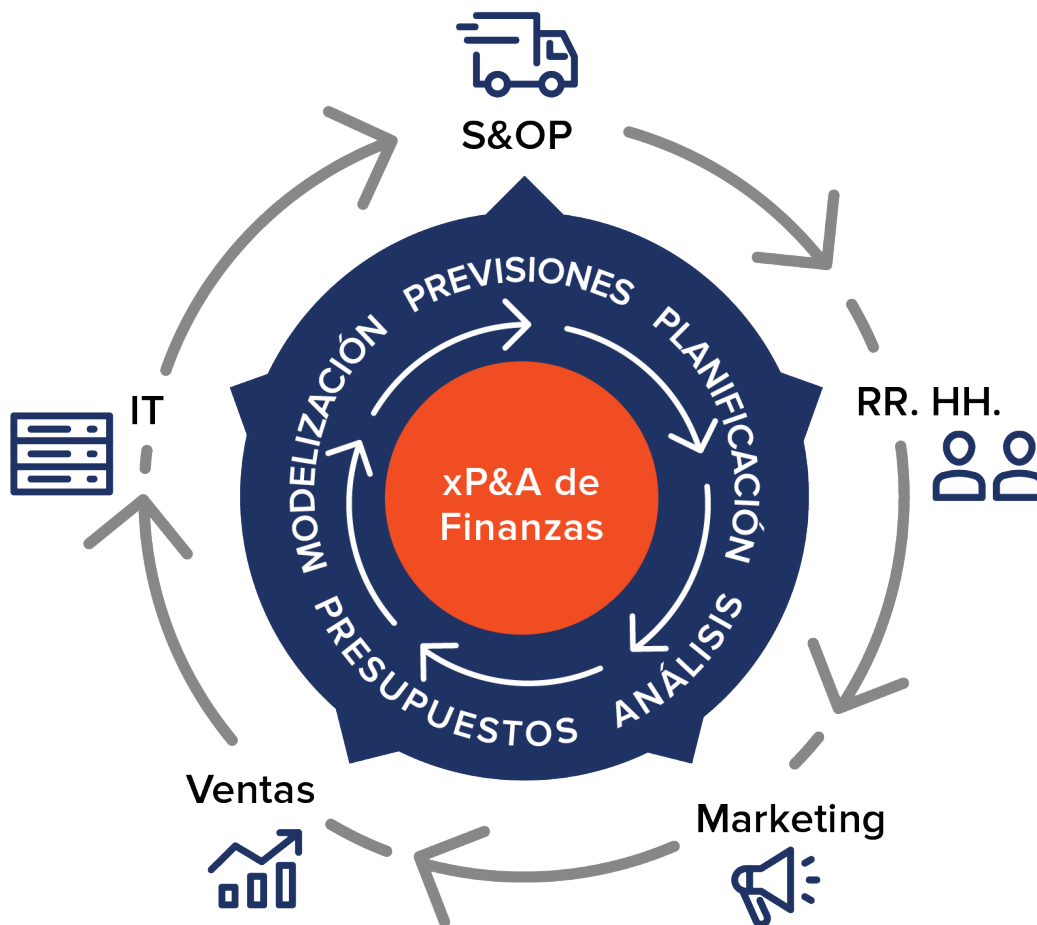 S&OP
RR. HH.
Marketing
Ventas
IT
PREVISIONES
PLANIFICACIÓN
ANÁLISIS
PRESUPUESTOS
MODELIZACIÓN
xP&A de
Finanzas